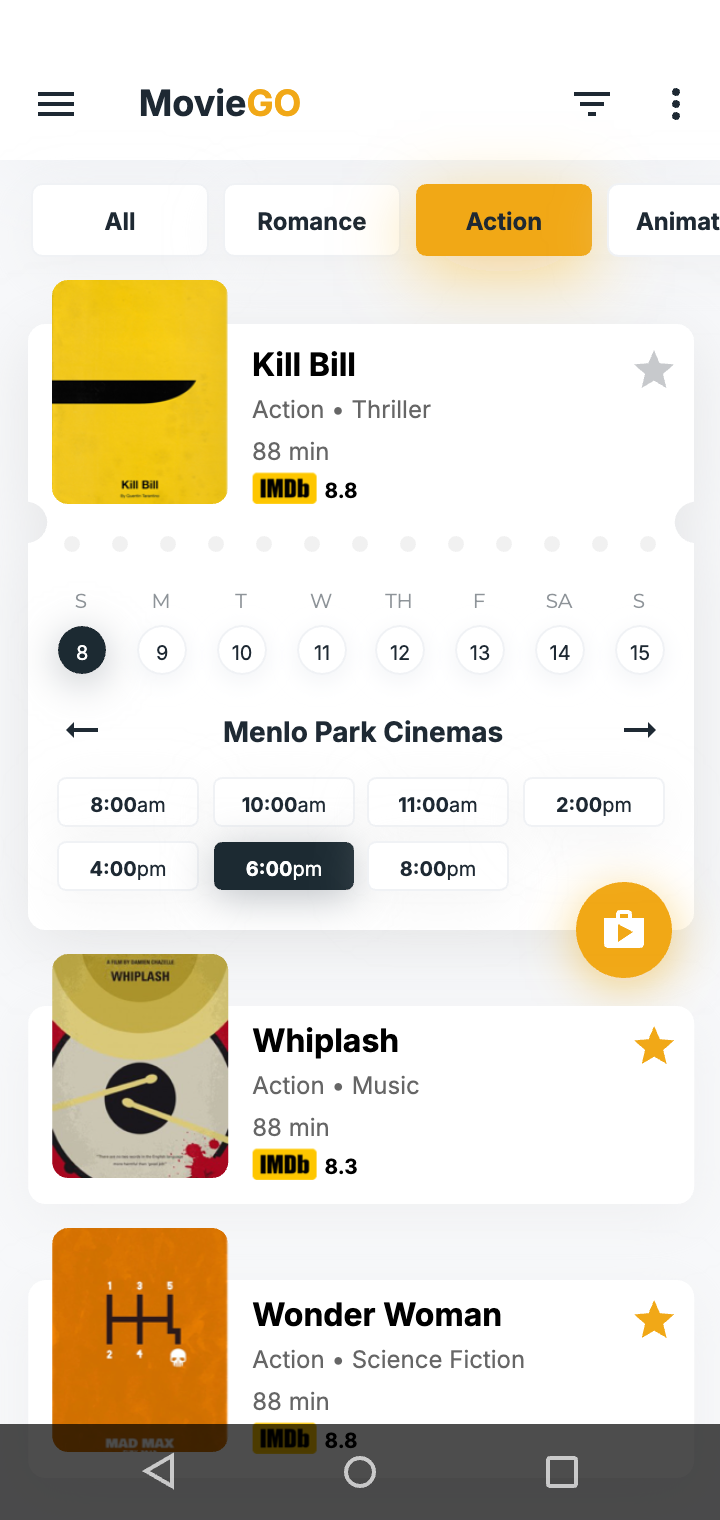 MovieGO
All Romance Action Animat
Kill Bill
Action • Thriller
88 min
IMDb 8.8
Kill Bill
By Quentin Tarantino
S M T W TH F SA S
8 9 10 11 12 13 14 15
Menlo Park Cinemas
8:00am 10:00am 11:00am 2:00pm
4:00pm 6:00pm 8:00pm
A FILM BY DAMIEN CHAZELLE
WHIPLASH
Whiplash
Action • Music
88 min
IMDb 8.3
1 3 5
2 4
Wonder Woman
Action • Science Fiction
88 min
IMDb 8.8
MAD MAX